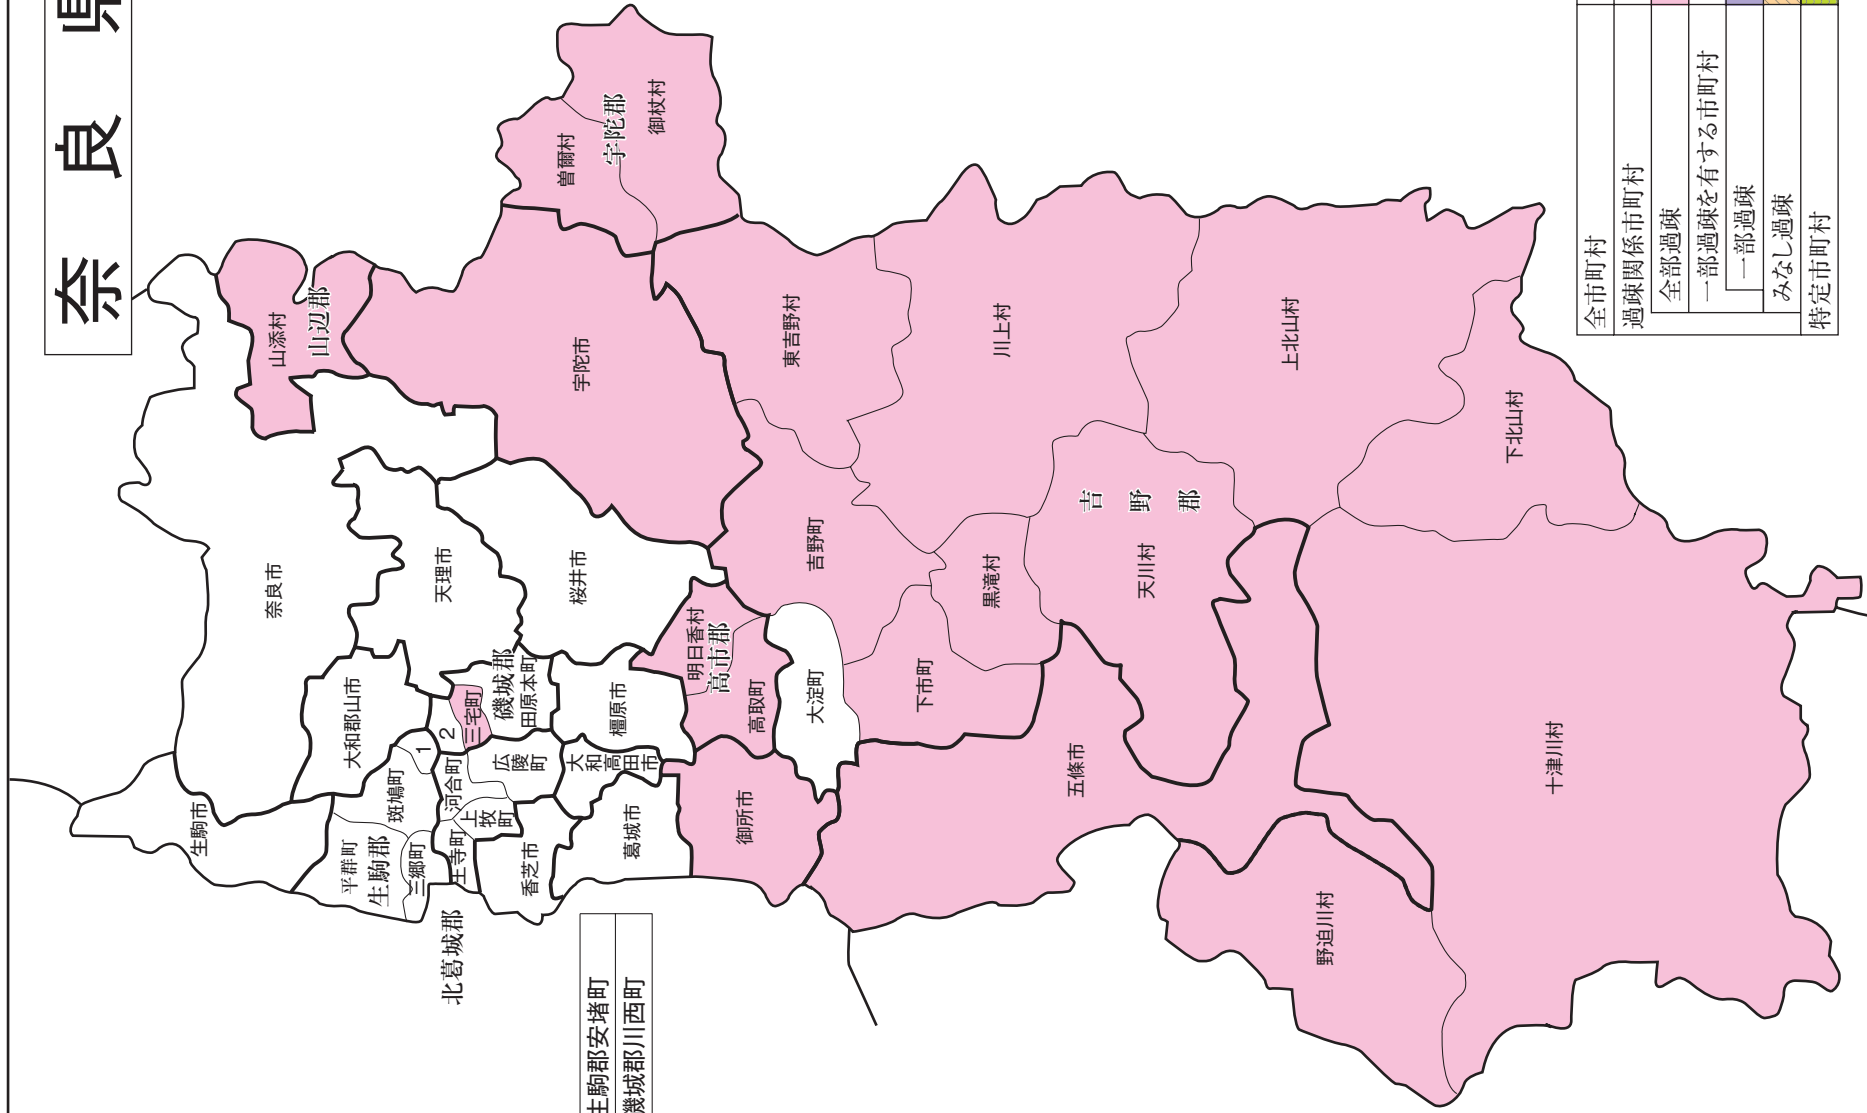 奈良県
全市町村
過疎関係市町村
全部過疎
一部過疎を有する市町村
一部過疎
みなし過疎
特定市町村
御杖村
宇陀郡
曽爾村
山添村
山辺郡
宇陀市
東吉野村
川上村
上北山村
下北山村
奈良市
天理市
桜井市
吉野町
黒滝村
天川村
吉野郡
明日香村
高市郡
高取町
大淀町
下市町
大和郡山市
1
2
三宅町
磯城郡
田原本町
橿原市
生駒市
斑鳩町
平群町
生駒郡
三郷町
河合町
広陵町
上牧町
王寺町
大和高田市
香芝市
葛城市
御所市
五條市
十津川村
野迫川村
北葛城郡
生駒郡安堵町
磯城郡川西町